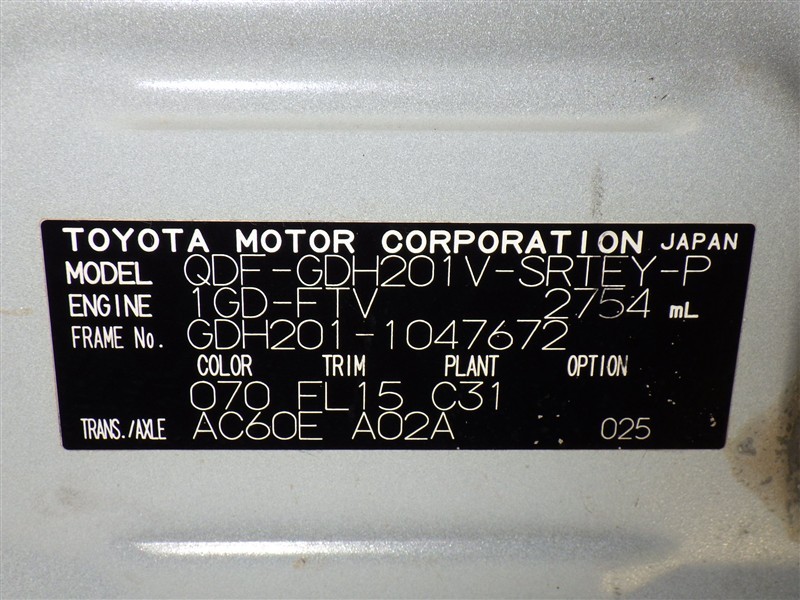 TOYOTA MOTOR CORPORATION JAPAN
MODEL QDF-GDH201V-SRTEY-P
ENGINE 1GD-FTV 2754 mL
FRAME No. GDH201-1047672
COLOR TRIM PLANT OPTION
070 FL15 C31
TRANS./AXLE AC60E A02A 025